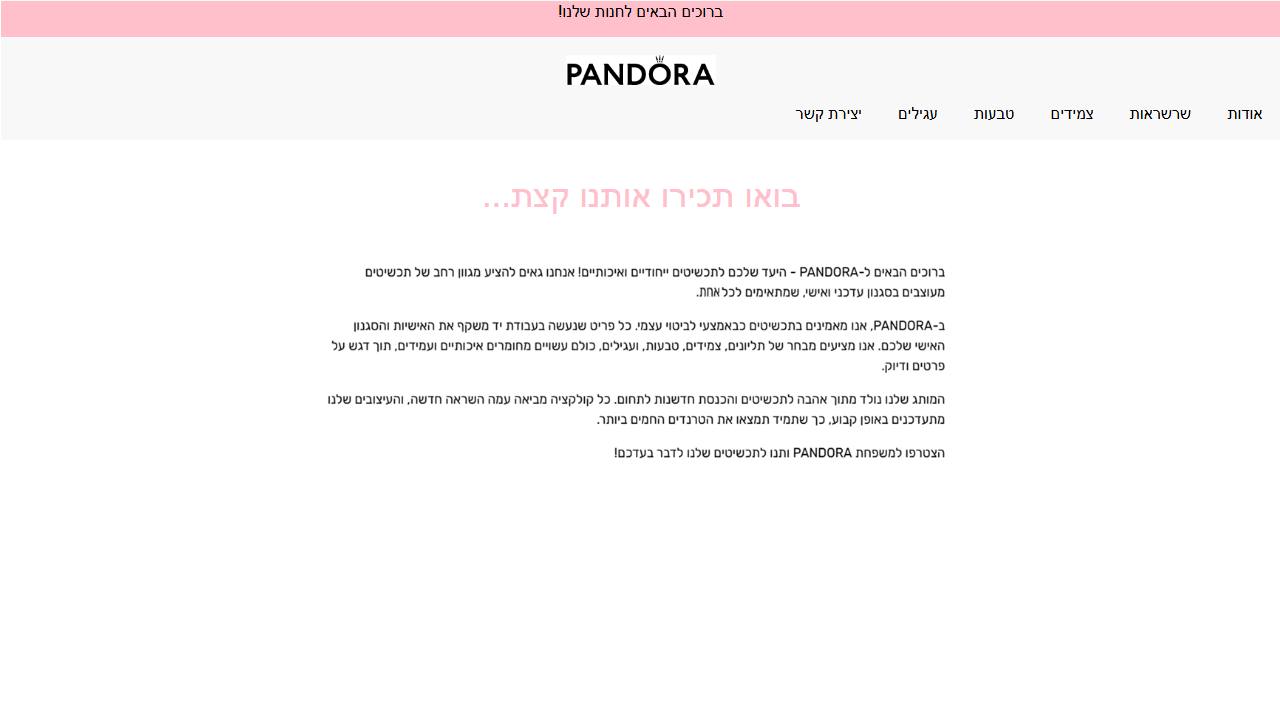 ברוכים הבאים לחנות שלנו!
PANDORA
אודות שרשראות צמידים טבעות עגילים יצירת קשר
בואו תכירו אותנו קצת...
ברוכים הבאים ל-PANDORA - היעד שלכם לתכשיטים ייחודיים ואיכותיים! אנחנו גאים להציע מגוון רחב של תכשיטים
מעוצבים בסגנון עדכני ואישי, שמתאימים לכל אחת.
ב-PANDORA, אנו מאמינים בתכשיטים כבאמצעי לביטוי עצמי. כל פריט שנעשה בעבודת יד משקף את האישיות והסגנון
האישי שלכם. אנו מציעים מבחר של תליונים, צמידים, טבעות, ועגילים, כולם עשויים מחומרים איכותיים ועמידים, תוך דגש על
פרטים ודיוק.
המותג שלנו נולד מתוך אהבה לתכשיטים והכנסת חדשנות לתחום. כל קולקציה מביאה עמה השראה חדשה, והעיצובים שלנו
מתעדכנים באופן קבוע, כך שתמיד תמצאו את הטרנדים החמים ביותר.
הצטרפו למשפחת PANDORA ותנו לתכשיטים שלנו לדבר בעדכם!